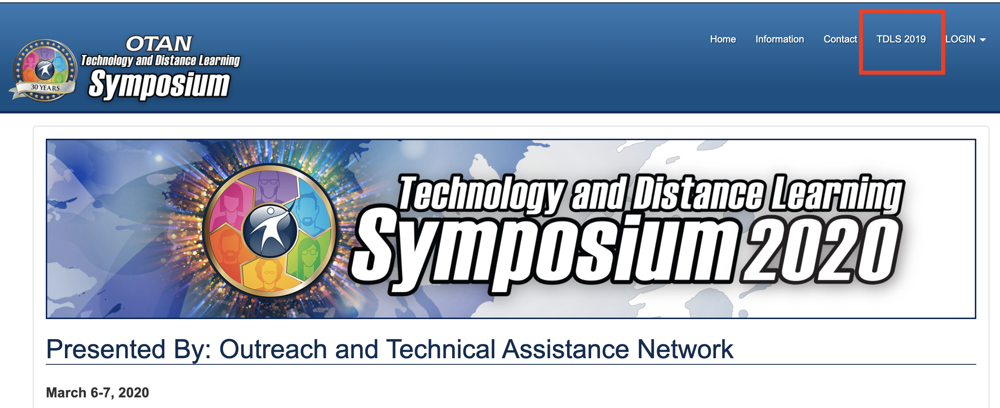 OTAN
Technology and Distance Learning
Symposium
30 YEARS
Home Information Contact TDLS 2019 LOGIN
Technology and Distance Learning
Symposium 2020
Presented By: Outreach and Technical Assistance Network
March 6-7, 2020